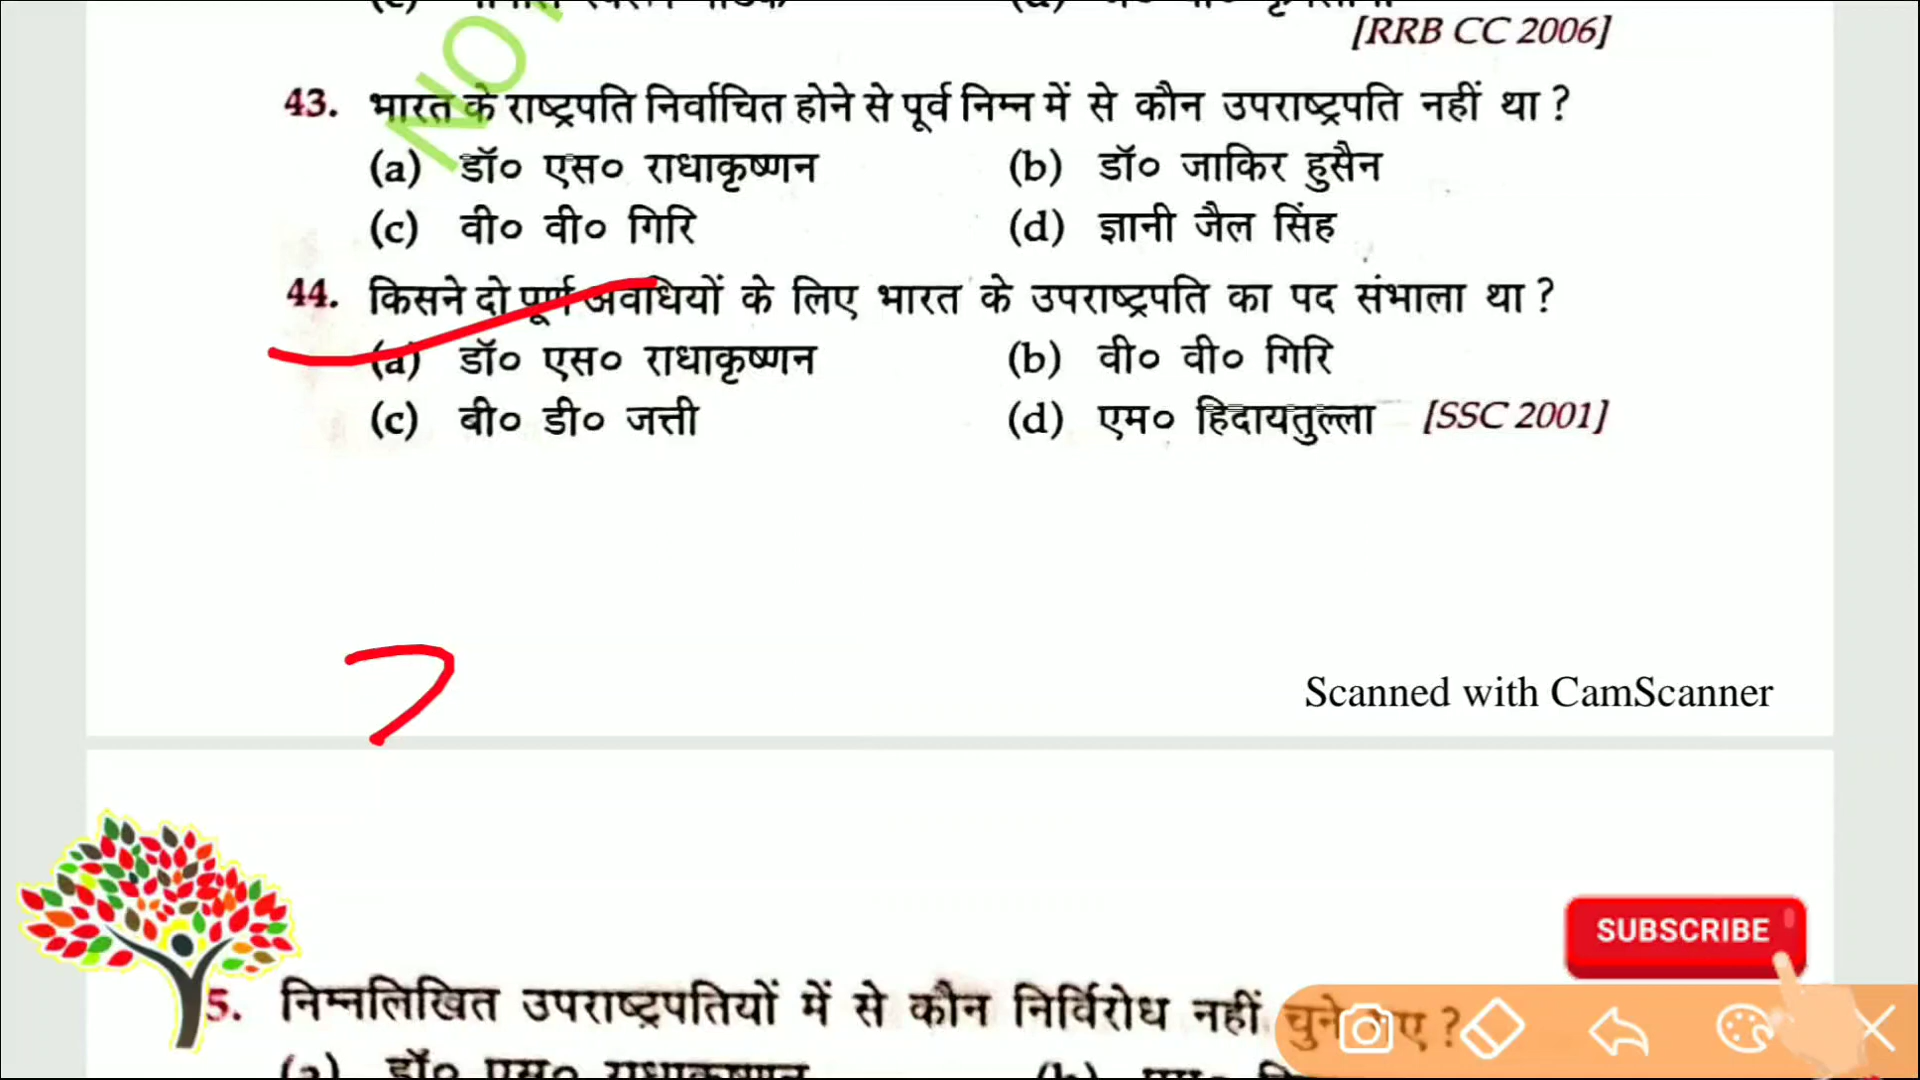 [RRB CC 2006]
43. भारत के राष्ट्रपति निर्वाचित होने से पूर्व निम्न में से कौन उपराष्ट्रपति नहीं था ?
(a) डॉ० एस० राधाकृष्णन (b) डॉ० जाकिर हुसैन
(c) वी० वी० गिरि (d) ज्ञानी जैल सिंह
44. किसने दो पूर्ण अवधियों के लिए भारत के उपराष्ट्रपति का पद संभाला था ?
(a) डॉ० एस० राधाकृष्णन (b) वी० वी० गिरि
(c) बी० डी० जत्ती (d) एम० हिदायतुल्ला [SSC 2001]
Scanned with CamScanner
SUBSCRIBE
5. निम्नलिखित उपराष्ट्रपतियों में से कौन निर्विरोध नहीं चुने गए ?